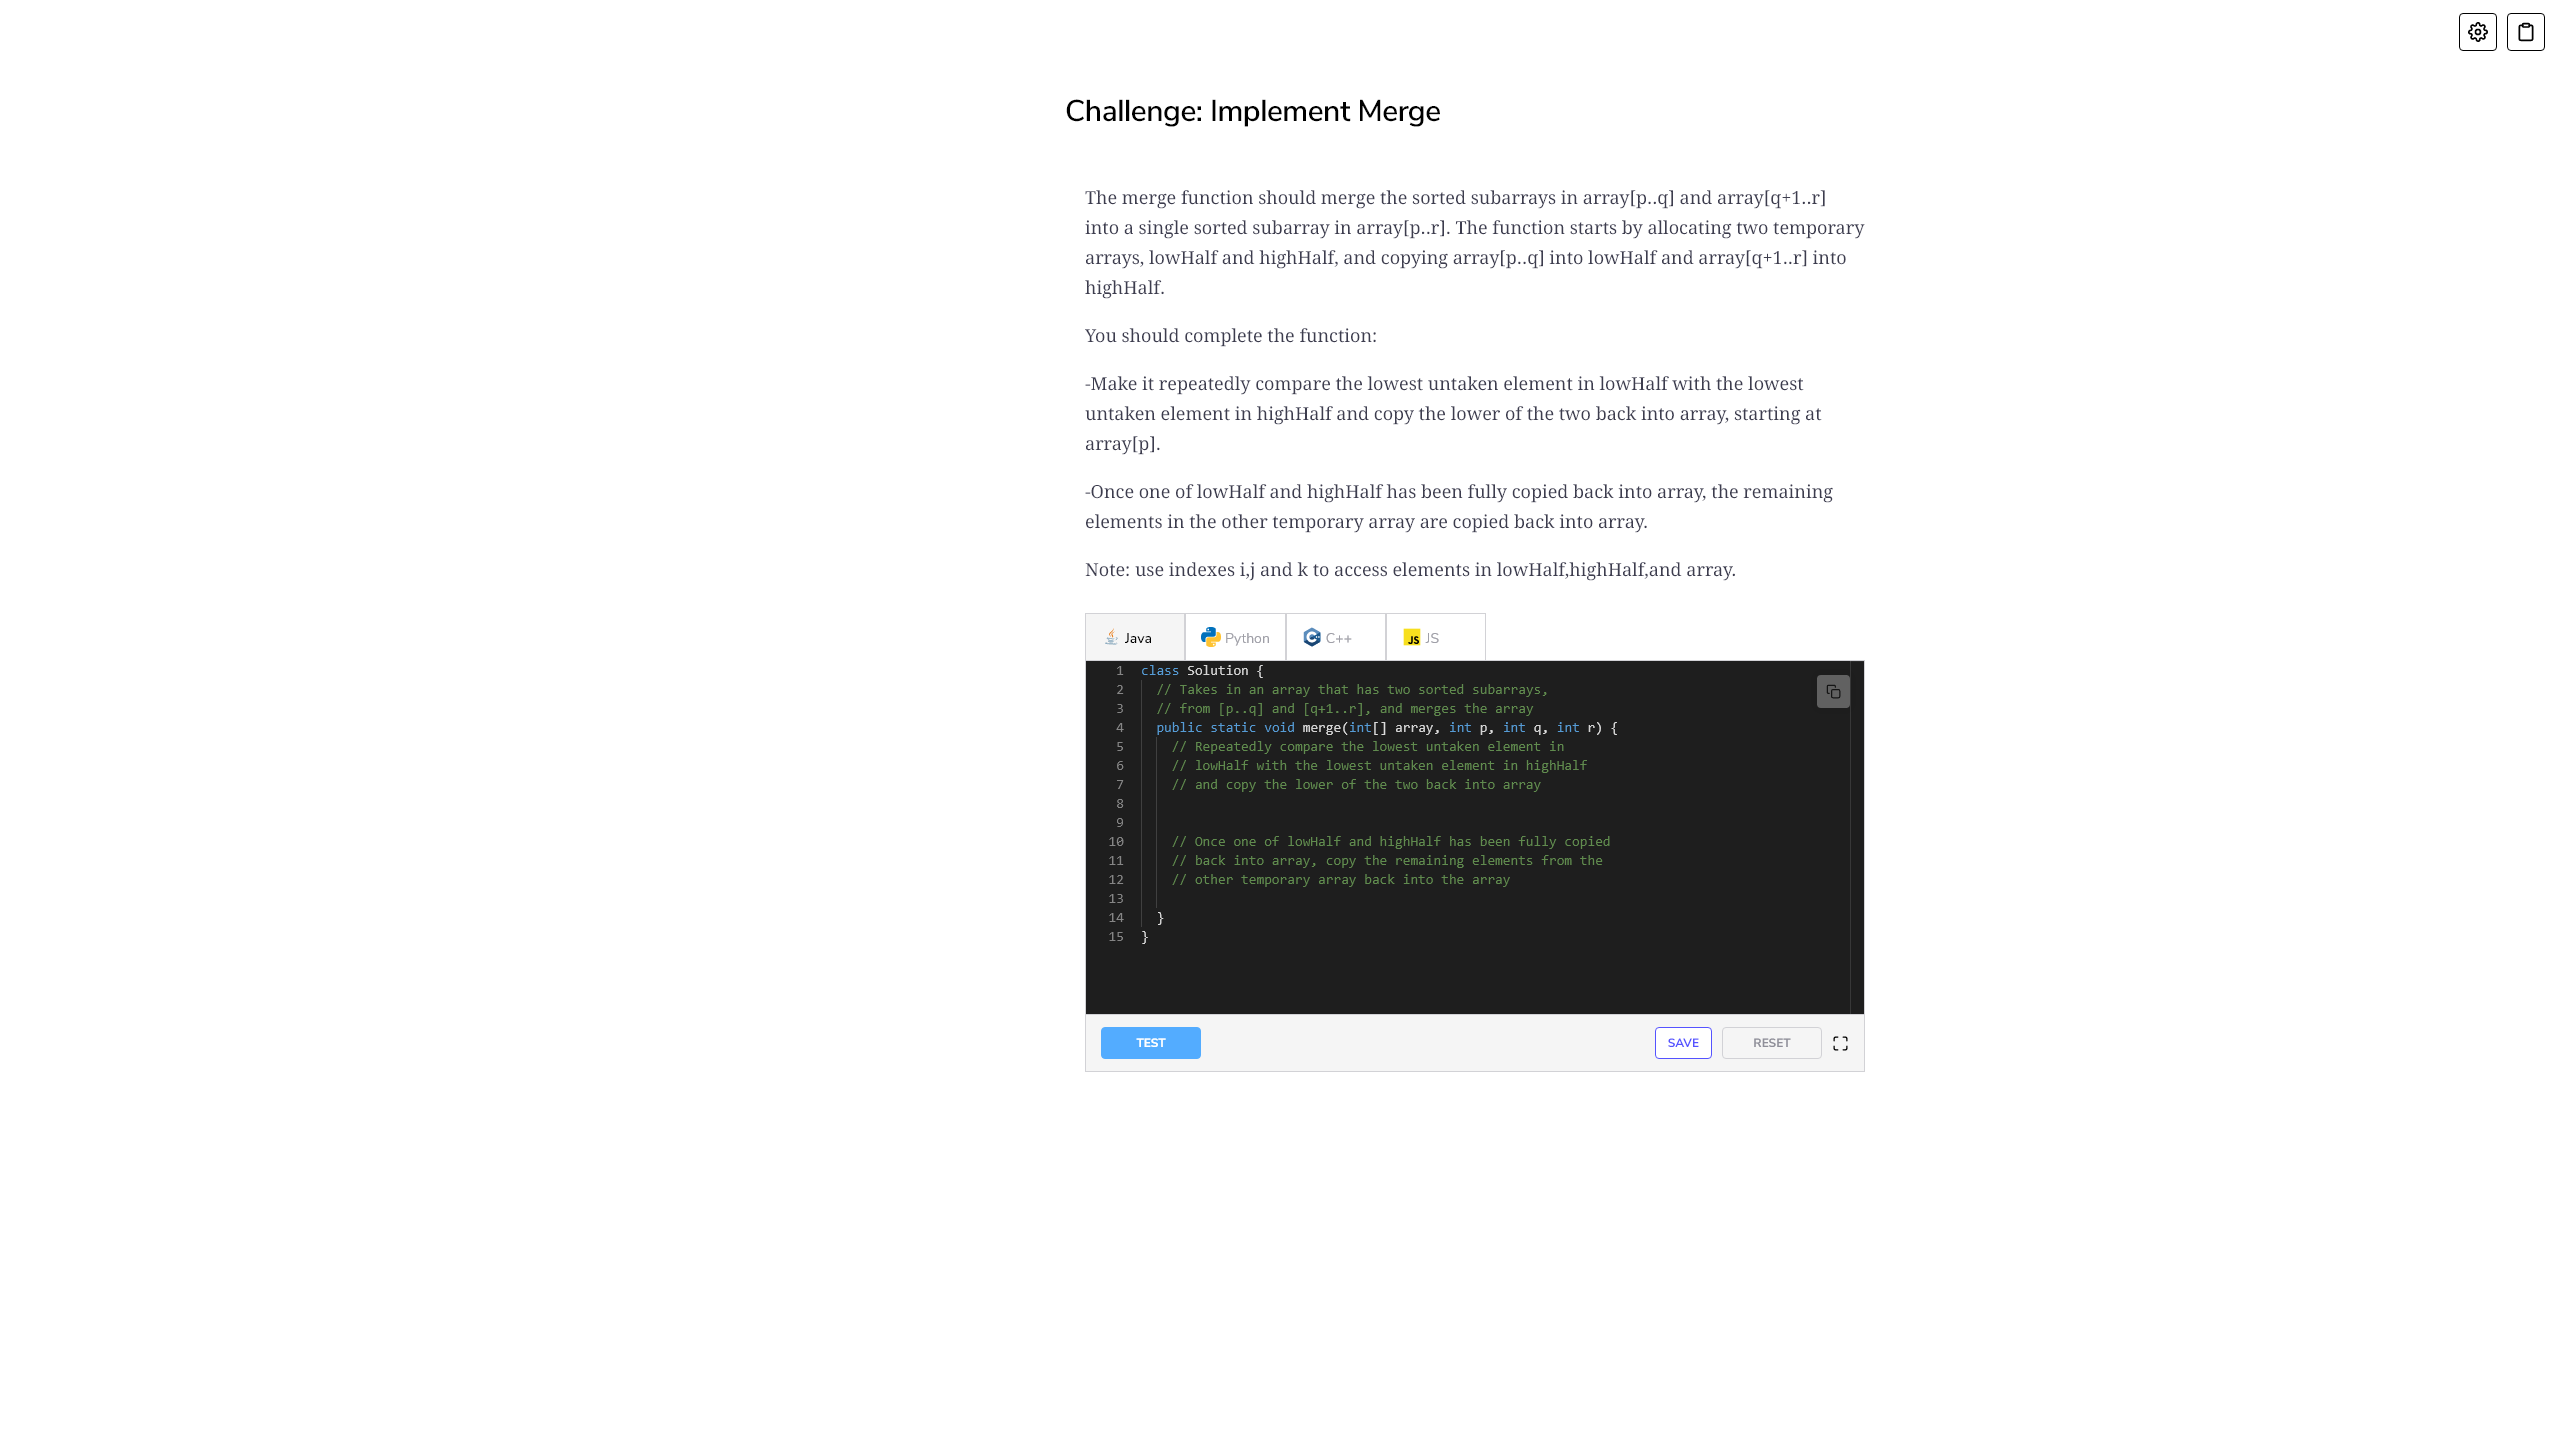 Challenge: Implement Merge
The merge function should merge the sorted subarrays in array[p..q] and array[q+1..r]
into a single sorted subarray in array[p..r]. The function starts by allocating two temporary
arrays, lowHalf and highHalf, and copying array[p..q] into lowHalf and array[q+1..r] into
highHalf.
You should complete the function:
-Make it repeatedly compare the lowest untaken element in lowHalf with the lowest
untaken element in highHalf and copy the lower of the two back into array, starting at
array[p].
-Once one of lowHalf and highHalf has been fully copied back into array, the remaining
elements in the other temporary array are copied back into array.
Note: use indexes i,j and k to access elements in lowHalf,highHalf,and array.
Java Python C++ JS JS
1 class Solution {
2   // Takes in an array that has two sorted subarrays,
3   // from [p..q] and [q+1..r], and merges the array
4   public static void merge(int[] array, int p, int q, int r) {
5     // Repeatedly compare the lowest untaken element in
6     // lowHalf with the lowest untaken element in highHalf
7     // and copy the lower of the two back into array
8
9
10     // Once one of lowHalf and highHalf has been fully copied
11     // back into array, copy the remaining elements from the
12     // other temporary array back into the array
13
14   }
15 }
TEST SAVE RESET